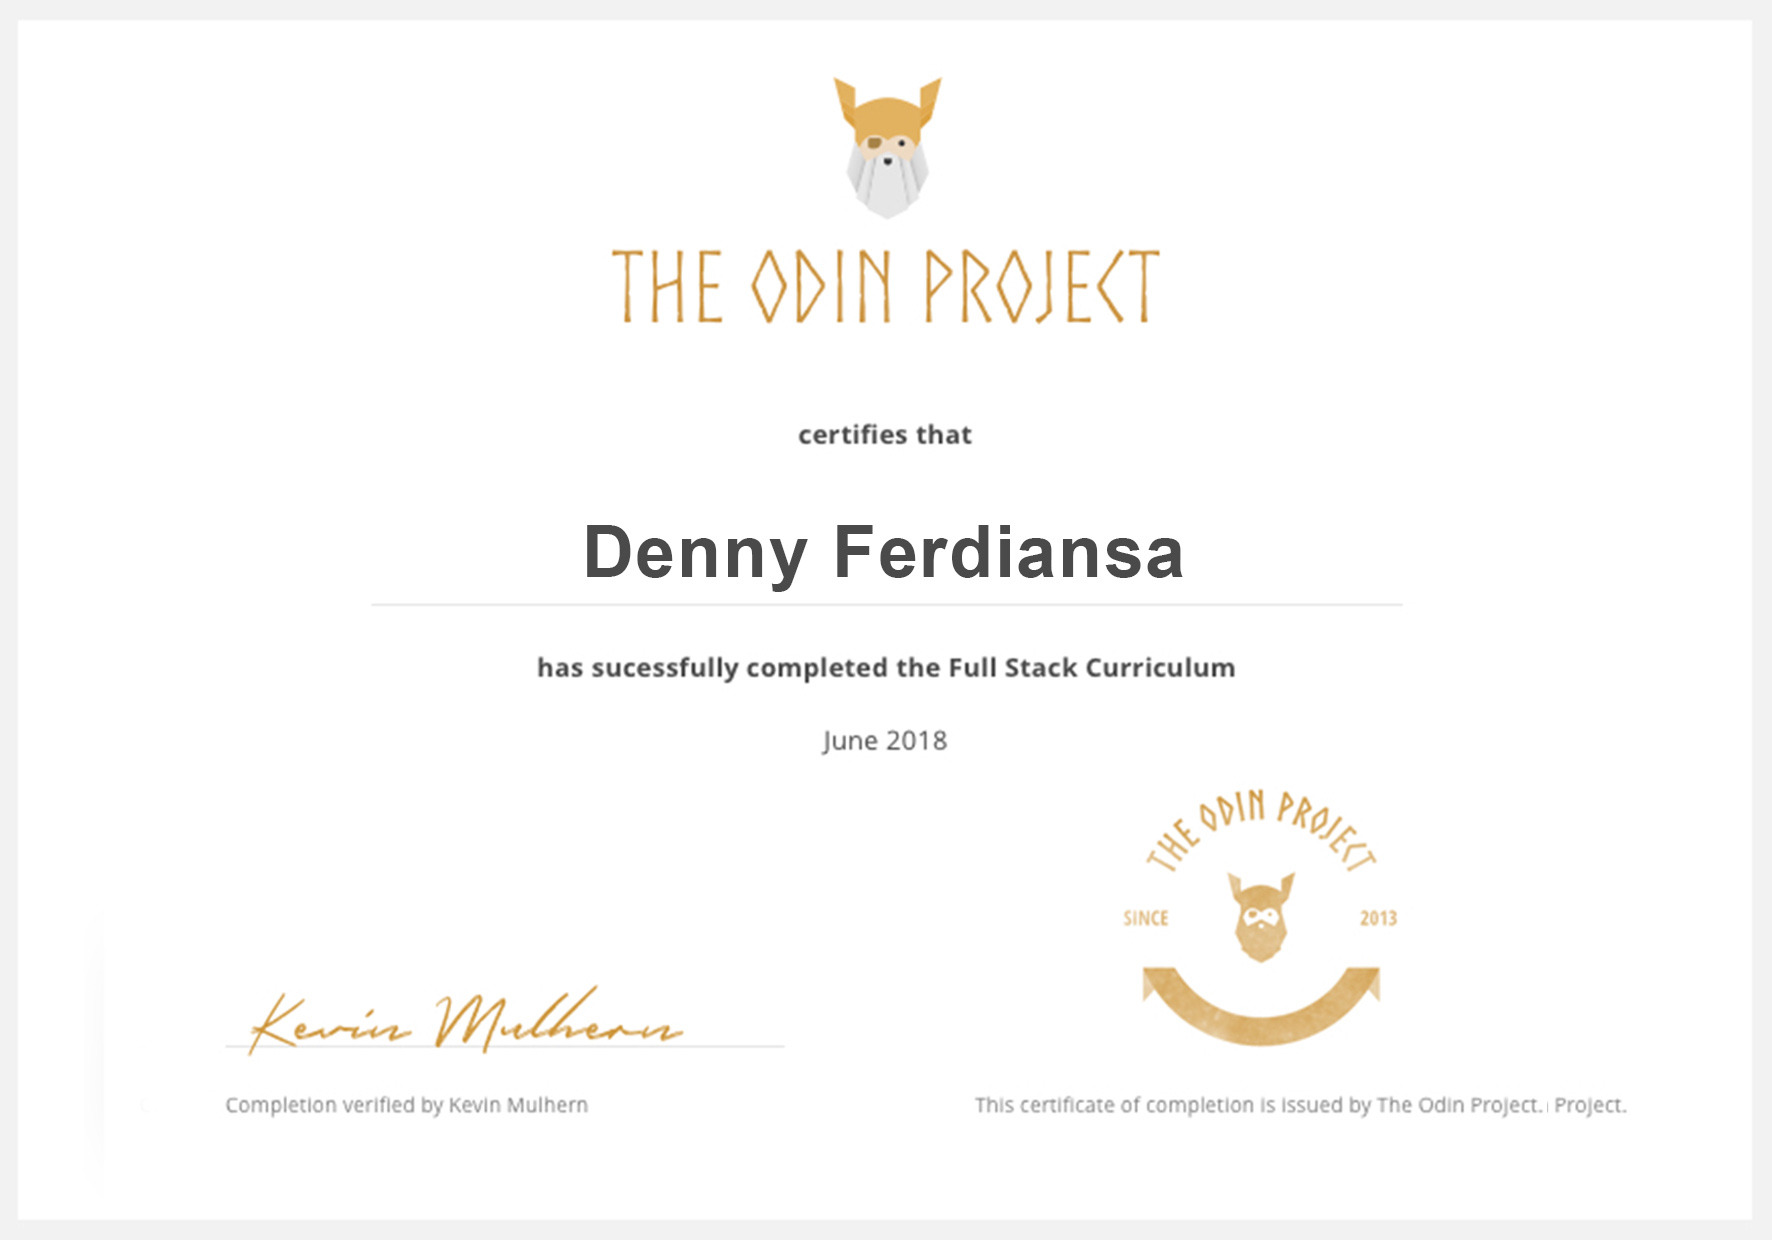 THE ODIN PROJECT
certifies that
Denny Ferdiansa
has sucessfully completed the Full Stack Curriculum
June 2018
THE ODIN PROJECT
SINCE 2013
Kevin Mulhern
Completion verified by Kevin Mulhern
This certificate of completion is issued by The Odin Project. Project.